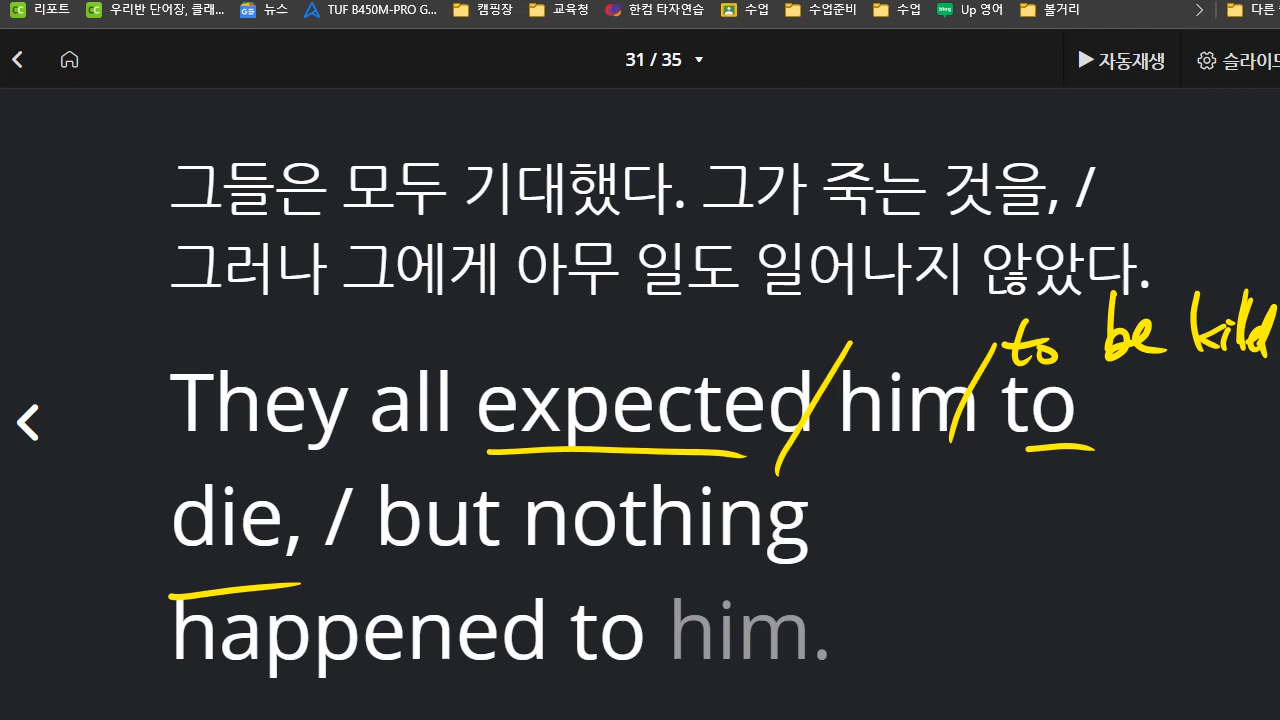 리포트 우리반 단어장, 클래... 뉴스 TUF B450M-PRO G... 캠핑장 교육청 한컴 타자연습 수업 수업준비 수업 Up 영어 볼거리 다른
31 / 35 자동재생 슬라이드
그들은 모두 기대했다. 그가 죽는 것을, /
그러나 그에게 아무 일도 일어나지 않았다.
to be kild
They all expected him to
die, / but nothing
happened to him.